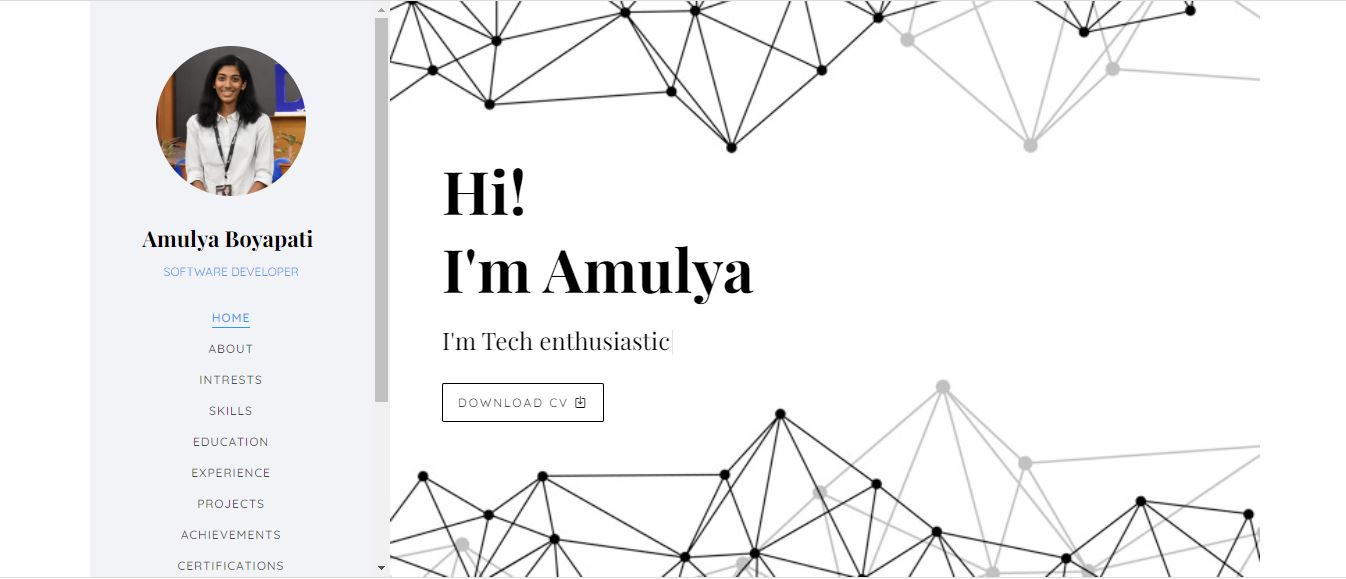 Amulya Boyapati
SOFTWARE DEVELOPER
HOME
ABOUT
INTRESTS
SKILLS
EDUCATION
EXPERIENCE
PROJECTS
ACHIEVEMENTS
CERTIFICATIONS
Hi!
I'm Amulya
I'm Tech enthusiastic
DOWNLOAD CV